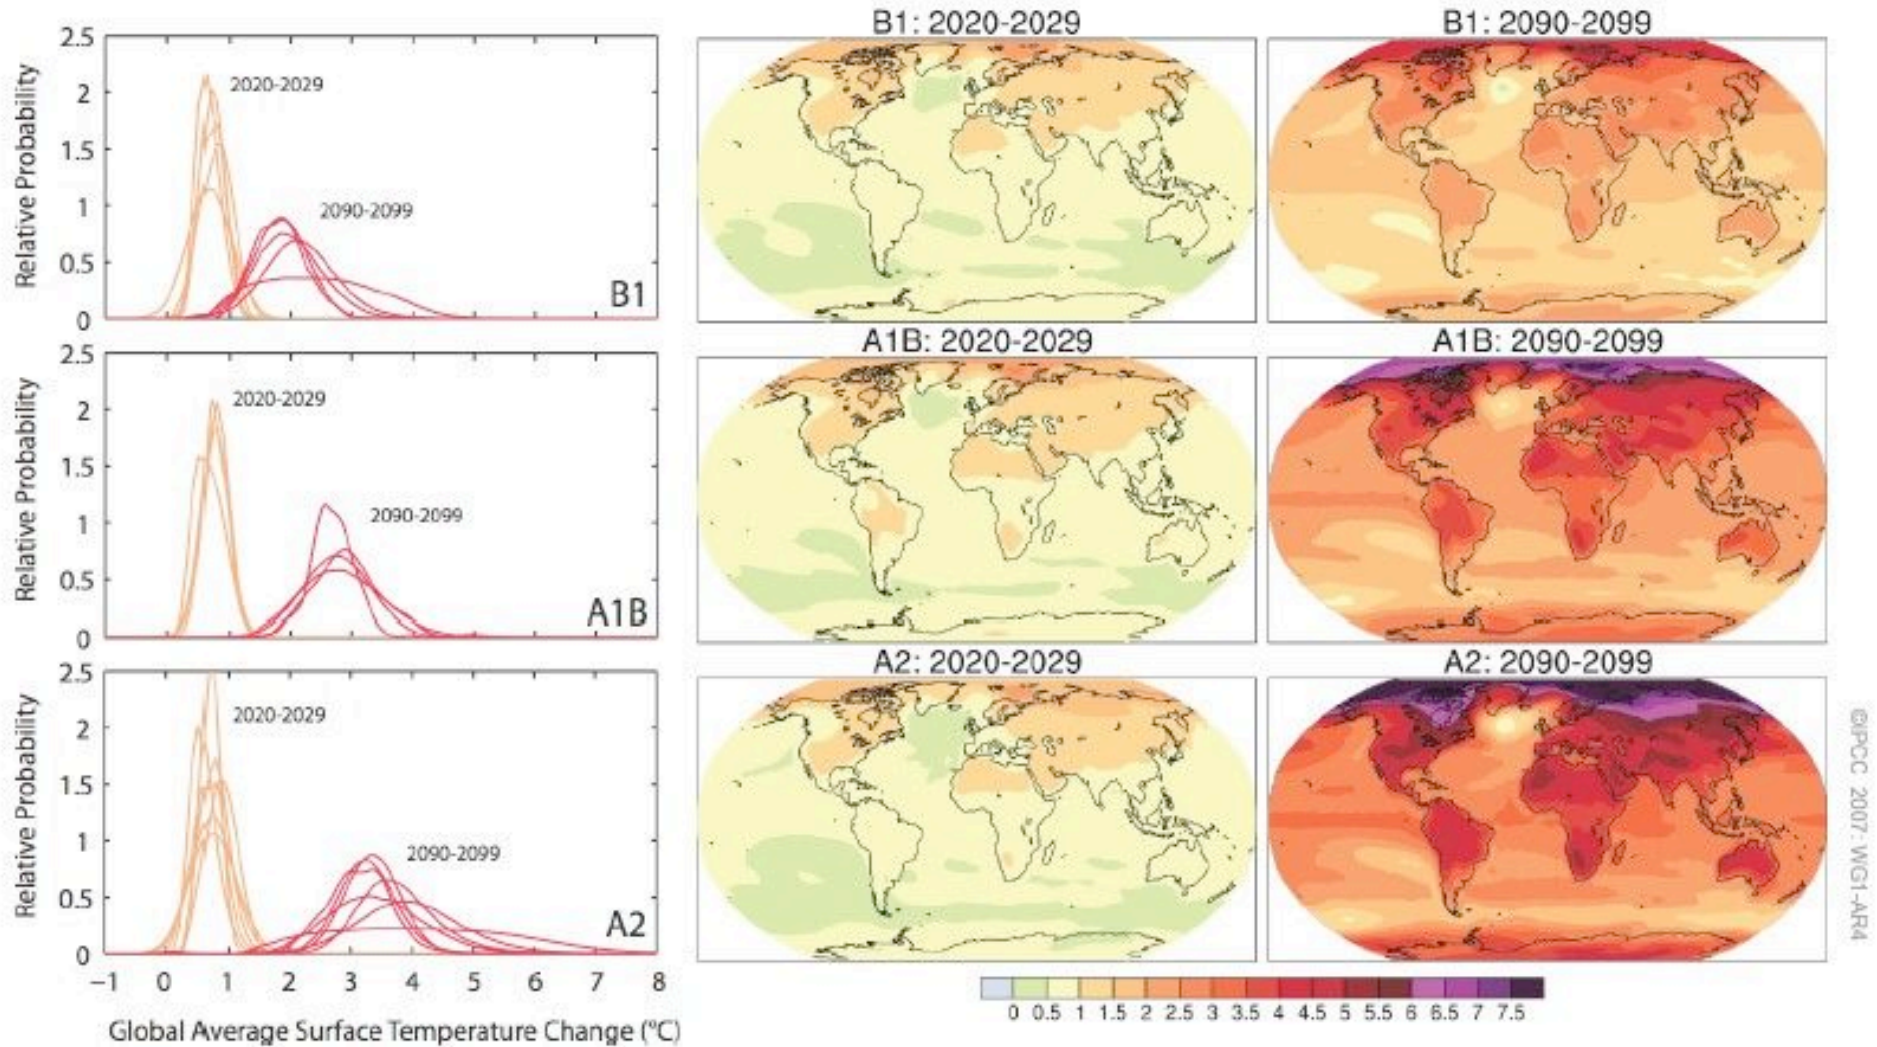 B1: 2020-2029
B1: 2090-2099
2.5
2
1.5
1
0.5
0
Relative Probability
2020-2029
2090-2099
B1
A1B: 2020-2029
A1B: 2090-2099
2.5
2
1.5
1
0.5
0
Relative Probability
2020-2029
2090-2099
A1B
A2: 2020-2029
A2: 2090-2099
2.5
2
1.5
1
0.5
0
Relative Probability
2020-2029
2090-2099
A2
−1 0 1 2 3 4 5 6 7 8
Global Average Surface Temperature Change (°C)
0 0.5 1 1.5 2 2.5 3 3.5 4 4.5 5 5.5 6 6.5 7 7.5
©IPCC 2007: WG1-AR4